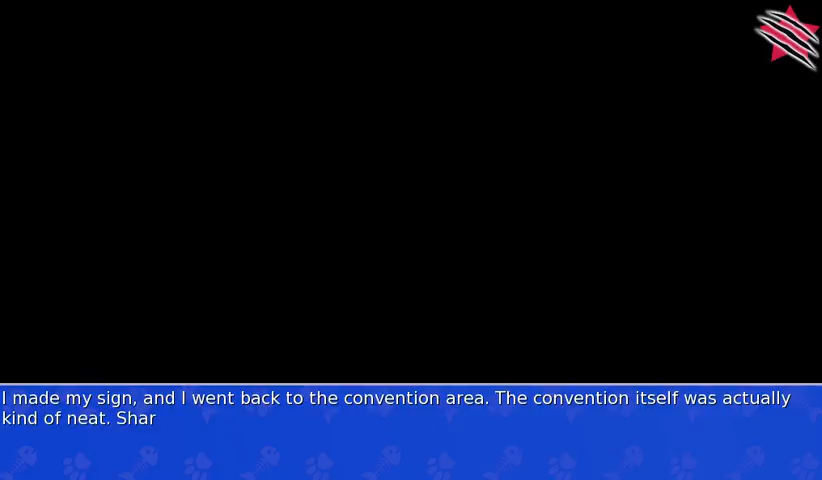 I made my sign, and I went back to the convention area. The convention itself was actually
kind of neat. Shar